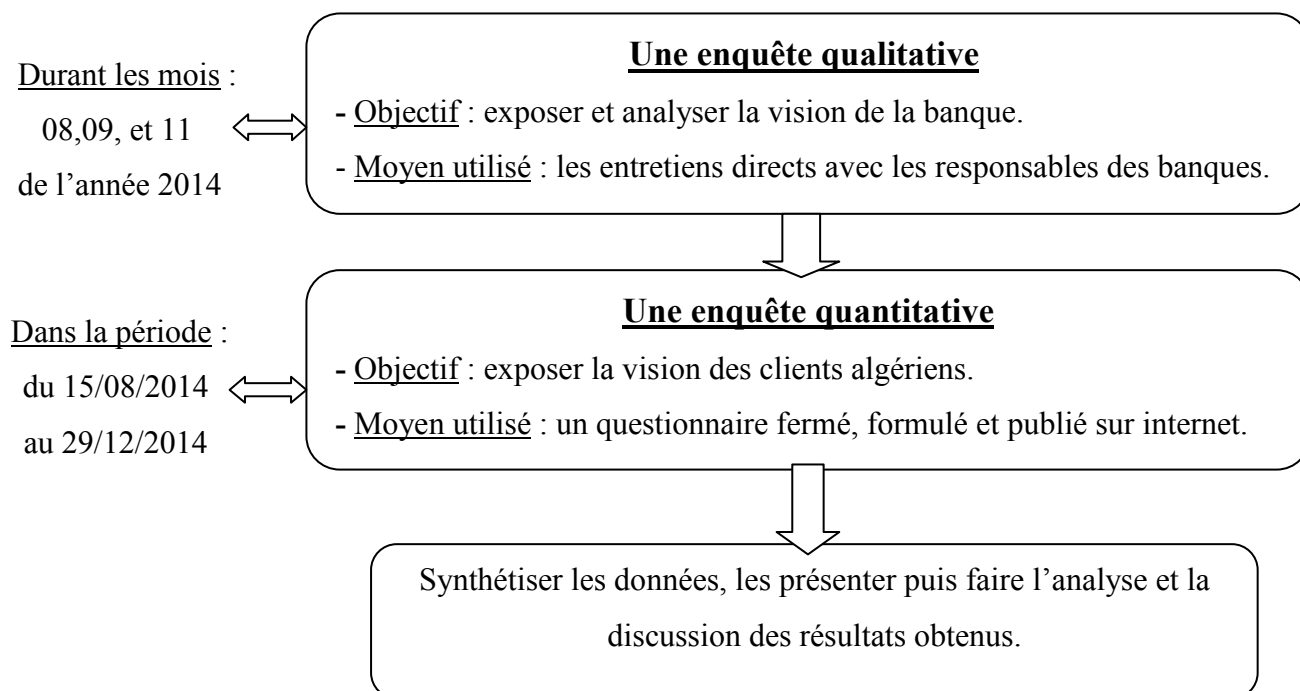 Une enquête qualitative
Durant les mois :
08,09, et 11
de l’année 2014
- Objectif : exposer et analyser la vision de la banque.
- Moyen utilisé : les entretiens directs avec les responsables des banques.
Une enquête quantitative
Dans la période :
du 15/08/2014
au 29/12/2014
- Objectif : exposer la vision des clients algériens.
- Moyen utilisé : un questionnaire fermé, formulé et publié sur internet.
Synthétiser les données, les présenter puis faire l’analyse et la
discussion des résultats obtenus.